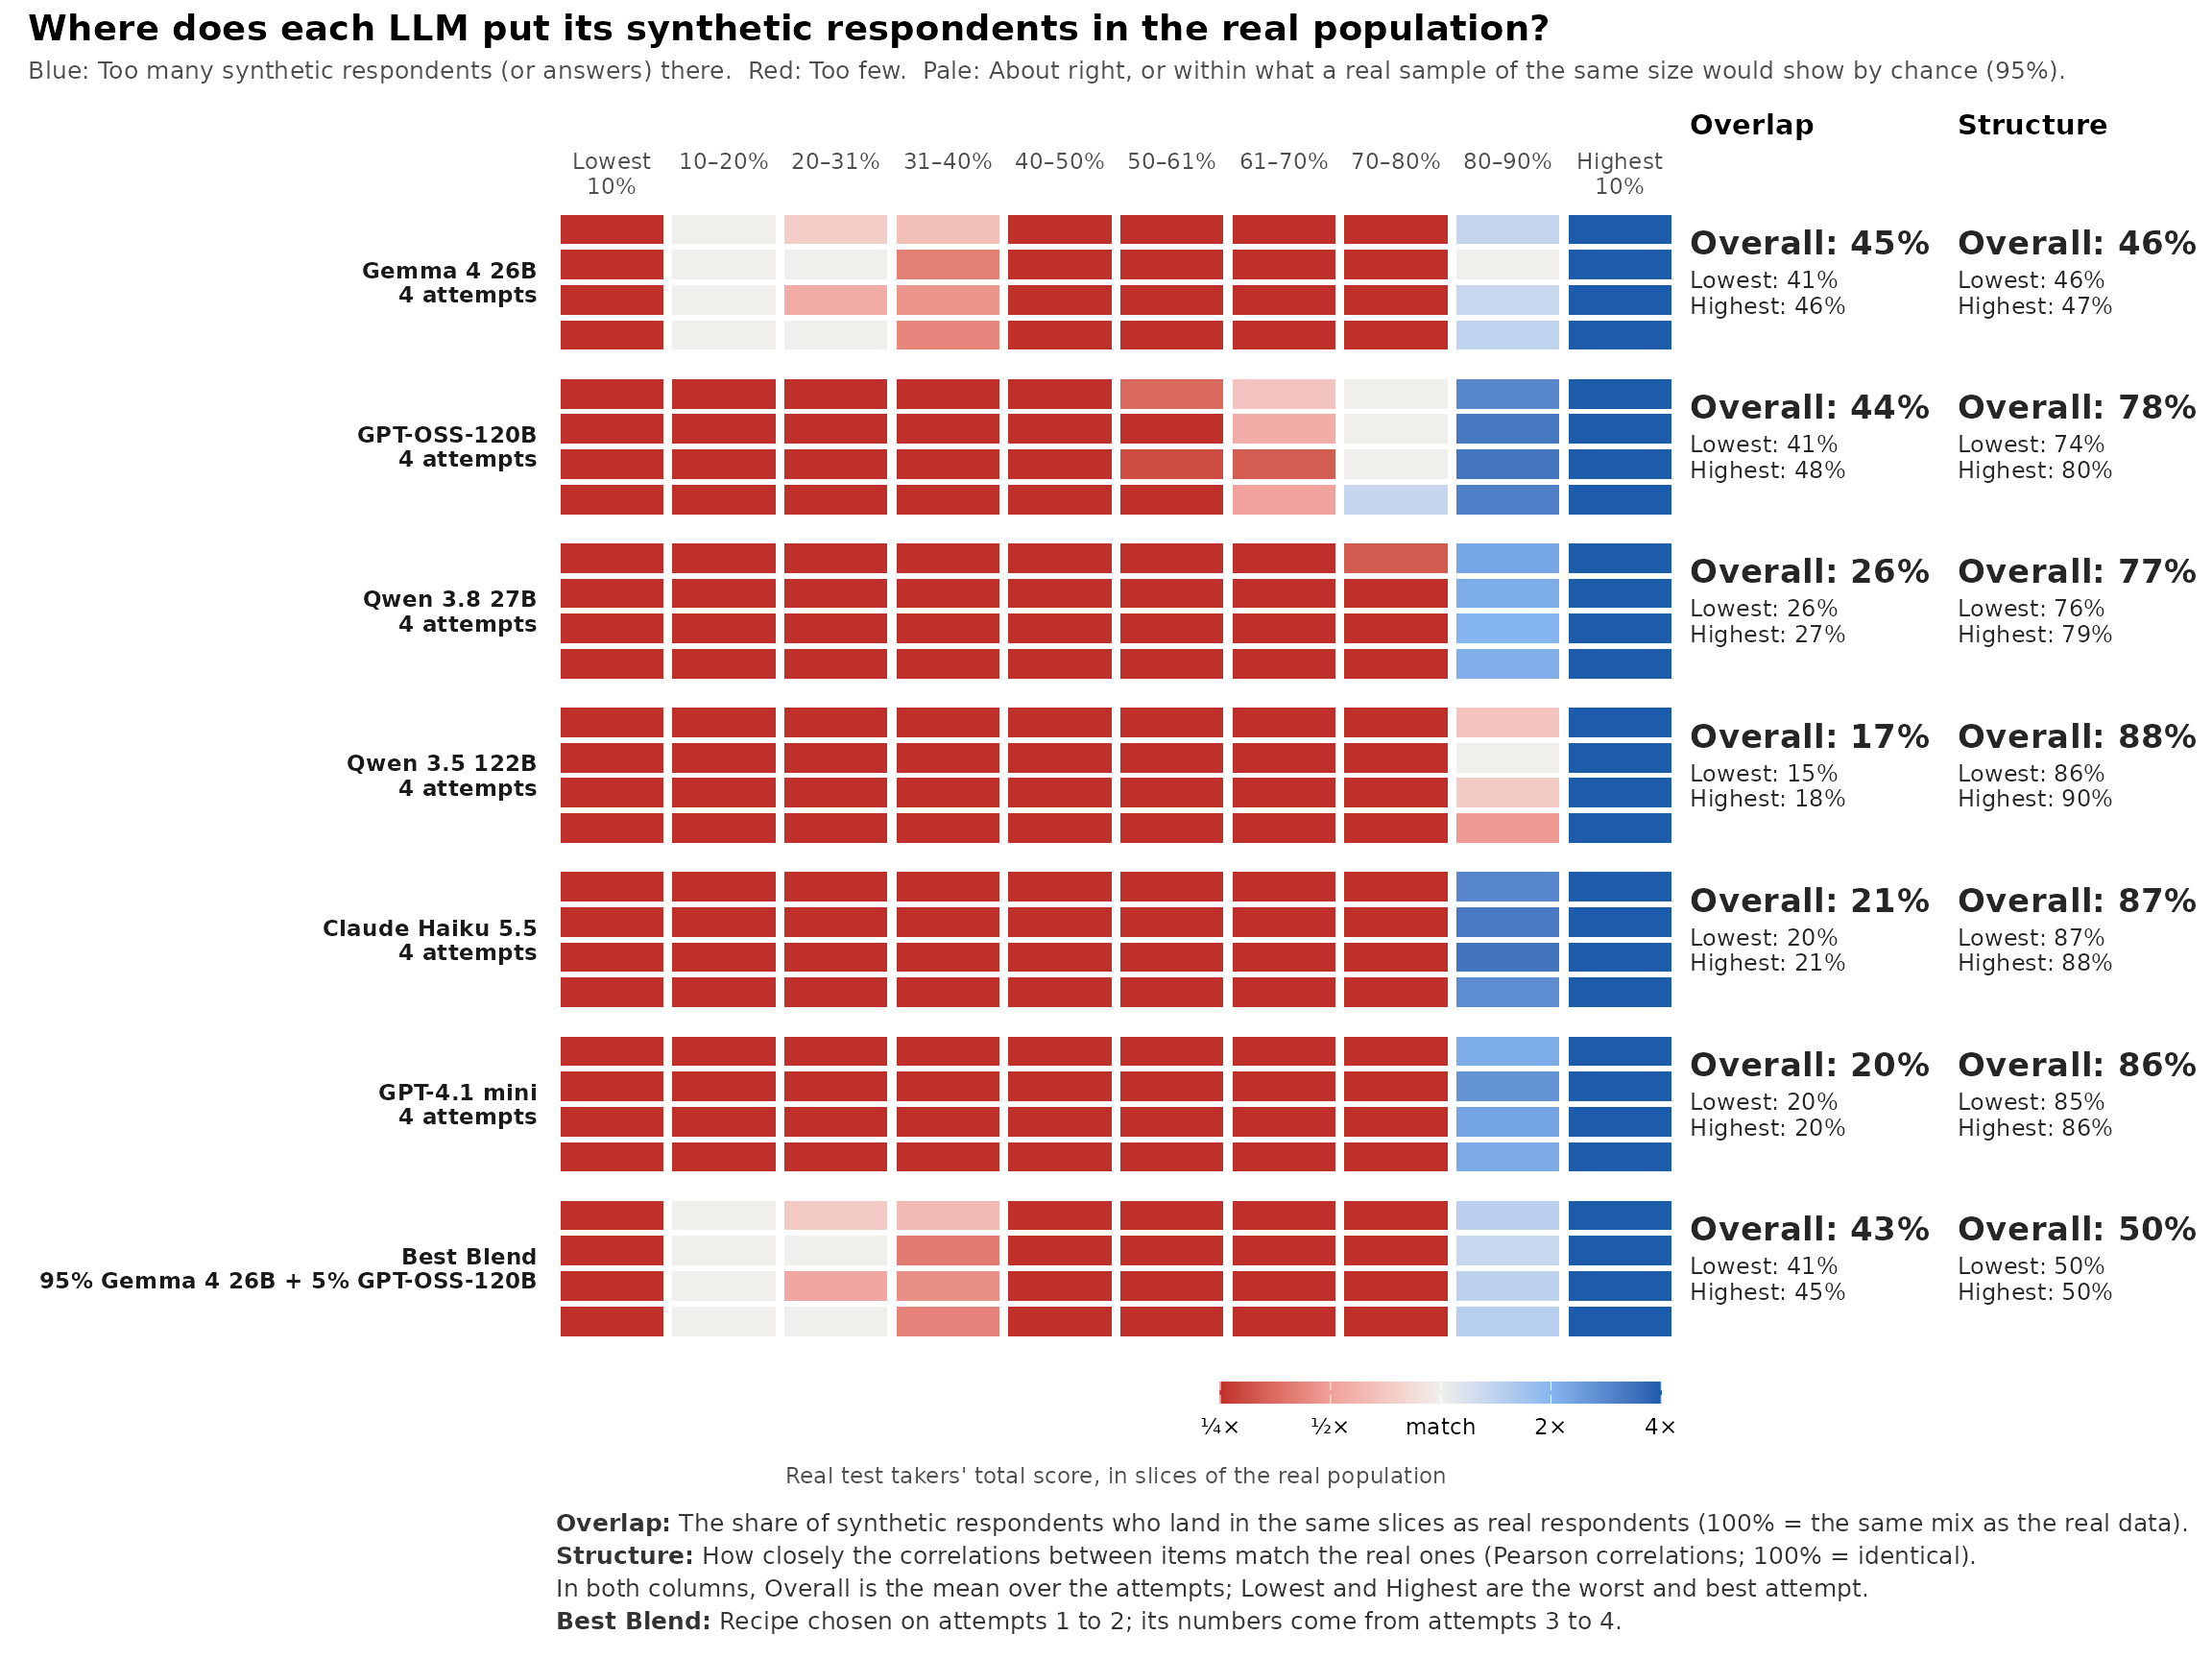 Where does each LLM put its synthetic respondents in the real population?
Blue: Too many synthetic respondents (or answers) there.  Red: Too few.  Pale: About right, or within what a real sample of the same size would show by chance (95%).
Overlap Structure
Lowest 10% 10–20% 20–31% 31–40% 40–50% 50–61% 61–70% 70–80% 80–90% Highest 10%
Gemma 4 26B
4 attempts
Overall: 45% Overall: 46%
Lowest: 41% Lowest: 46%
Highest: 46% Highest: 47%
GPT-OSS-120B
4 attempts
Overall: 44% Overall: 78%
Lowest: 41% Lowest: 74%
Highest: 48% Highest: 80%
Qwen 3.8 27B
4 attempts
Overall: 26% Overall: 77%
Lowest: 26% Lowest: 76%
Highest: 27% Highest: 79%
Qwen 3.5 122B
4 attempts
Overall: 17% Overall: 88%
Lowest: 15% Lowest: 86%
Highest: 18% Highest: 90%
Claude Haiku 5.5
4 attempts
Overall: 21% Overall: 87%
Lowest: 20% Lowest: 87%
Highest: 21% Highest: 88%
GPT-4.1 mini
4 attempts
Overall: 20% Overall: 86%
Lowest: 20% Lowest: 85%
Highest: 20% Highest: 86%
Best Blend
95% Gemma 4 26B + 5% GPT-OSS-120B
Overall: 43% Overall: 50%
Lowest: 41% Lowest: 50%
Highest: 45% Highest: 50%
¼× ½× match 2× 4×
Real test takers' total score, in slices of the real population
Overlap: The share of synthetic respondents who land in the same slices as real respondents (100% = the same mix as the real data).
Structure: How closely the correlations between items match the real ones (Pearson correlations; 100% = identical).
In both columns, Overall is the mean over the attempts; Lowest and Highest are the worst and best attempt.
Best Blend: Recipe chosen on attempts 1 to 2; its numbers come from attempts 3 to 4.